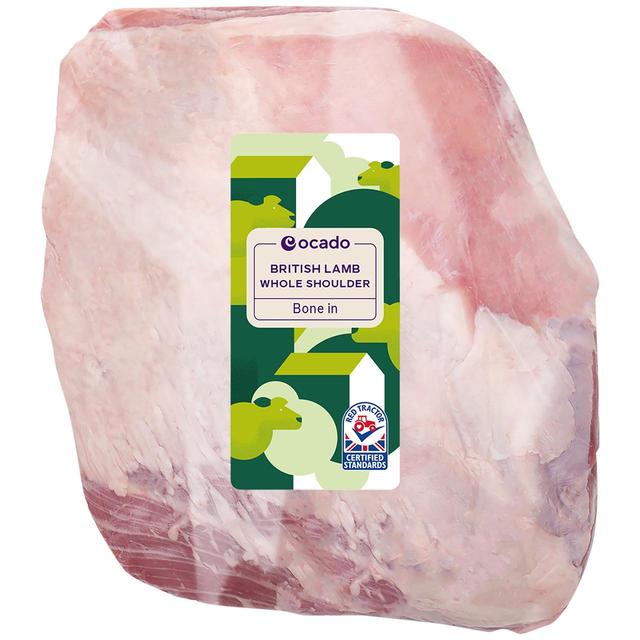 ocado
BRITISH LAMB
WHOLE SHOULDER
Bone in
RED TRACTOR
CERTIFIED
STANDARDS